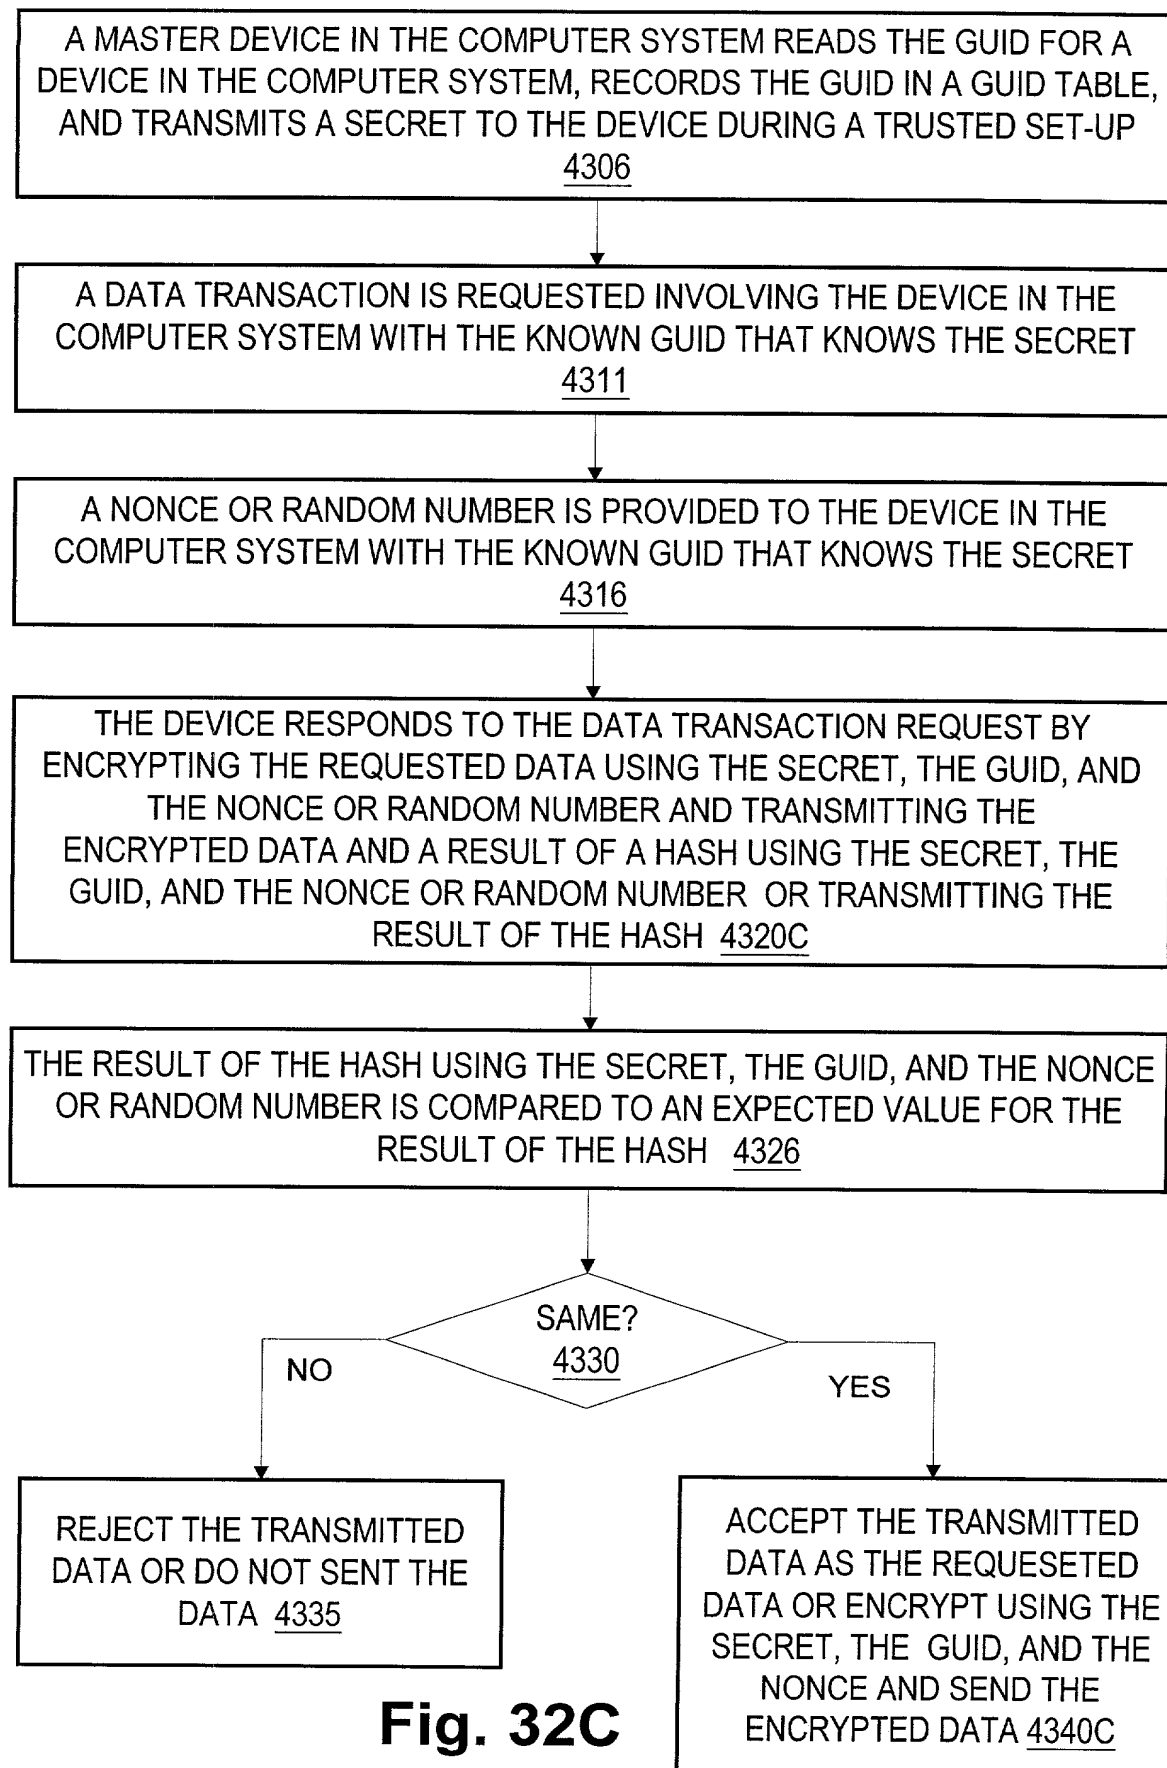 A MASTER DEVICE IN THE COMPUTER SYSTEM READS THE GUID FOR A
DEVICE IN THE COMPUTER SYSTEM, RECORDS THE GUID IN A GUID TABLE,
AND TRANSMITS A SECRET TO THE DEVICE DURING A TRUSTED SET-UP
4306
A DATA TRANSACTION IS REQUESTED INVOLVING THE DEVICE IN THE
COMPUTER SYSTEM WITH THE KNOWN GUID THAT KNOWS THE SECRET
4311
A NONCE OR RANDOM NUMBER IS PROVIDED TO THE DEVICE IN THE
COMPUTER SYSTEM WITH THE KNOWN GUID THAT KNOWS THE SECRET
4316
THE DEVICE RESPONDS TO THE DATA TRANSACTION REQUEST BY
ENCRYPTING THE REQUESTED DATA USING THE SECRET, THE GUID, AND
THE NONCE OR RANDOM NUMBER AND TRANSMITTING THE
ENCRYPTED DATA AND A RESULT OF A HASH USING THE SECRET, THE
GUID, AND THE NONCE OR RANDOM NUMBER OR TRANSMITTING THE
RESULT OF THE HASH 4320C
THE RESULT OF THE HASH USING THE SECRET, THE GUID, AND THE NONCE
OR RANDOM NUMBER IS COMPARED TO AN EXPECTED VALUE FOR THE
RESULT OF THE HASH 4326
SAME?
4330
NO
YES
REJECT THE TRANSMITTED
DATA OR DO NOT SENT THE
DATA 4335
ACCEPT THE TRANSMITTED
DATA AS THE REQUESETED
DATA OR ENCRYPT USING THE
SECRET, THE GUID, AND THE
NONCE AND SEND THE
ENCRYPTED DATA 4340C
Fig. 32C